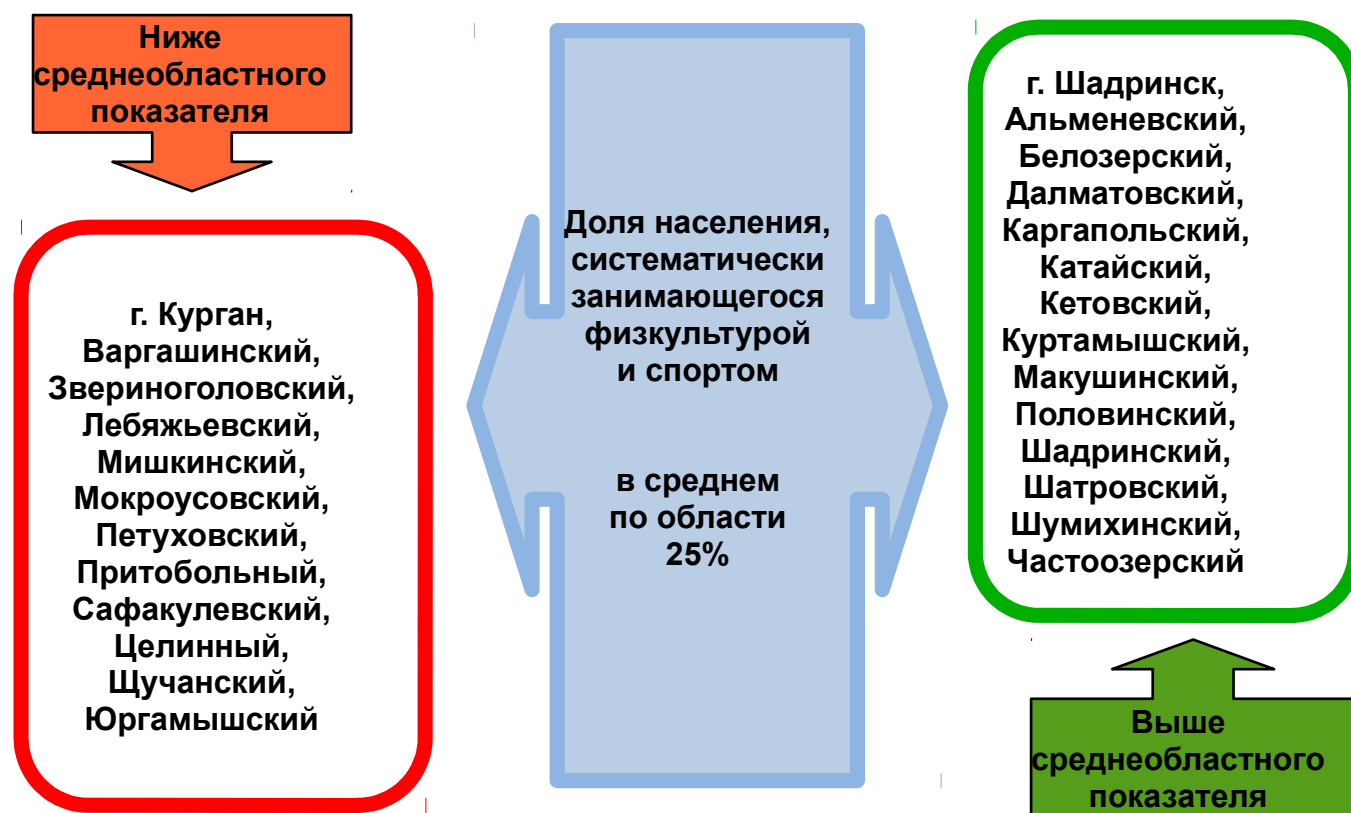 Ниже
среднеобластного
показателя
г. Курган,
Варгашинский,
Звериноголовский,
Лебяжьевский,
Мишкинский,
Мокроусовский,
Петуховский,
Притобольный,
Сафакулевский,
Целинный,
Щучанский,
Юргамышский
Доля населения,
систематически
занимающегося
физкультурой
и спортом
в среднем
по области
25%
г. Шадринск,
Альменевский,
Белозерский,
Далматовский,
Каргапольский,
Катайский,
Кетовский,
Куртамышский,
Макушинский,
Половинский,
Шадринский,
Шатровский,
Шумихинский,
Частоозерский
Выше
среднеобластного
показателя